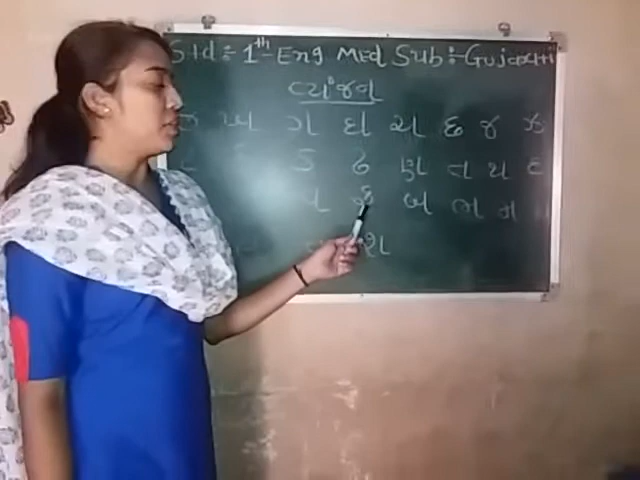 Std :- 1th Eng Med Sub :- Gujarati
વ્યંજન
ખ ગ ઘ ચ છ જ ઝ
ડ ઢ ણ ત થ દ
પ ફ બ ભ મ
શ